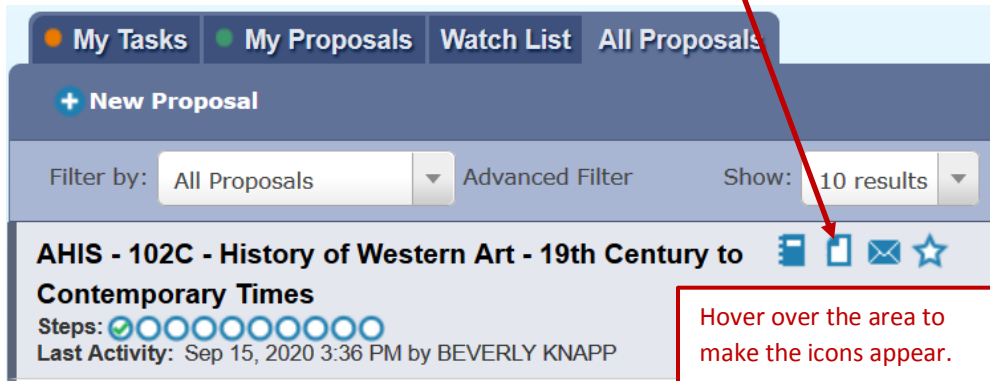 My Tasks My Proposals Watch List All Proposals
New Proposal
Filter by: All Proposals Advanced Filter Show: 10 results
AHIS - 102C - History of Western Art - 19th Century to
Contemporary Times
Steps:
Last Activity: Sep 15, 2020 3:36 PM by BEVERLY KNAPP
Hover over the area to
make the icons appear.